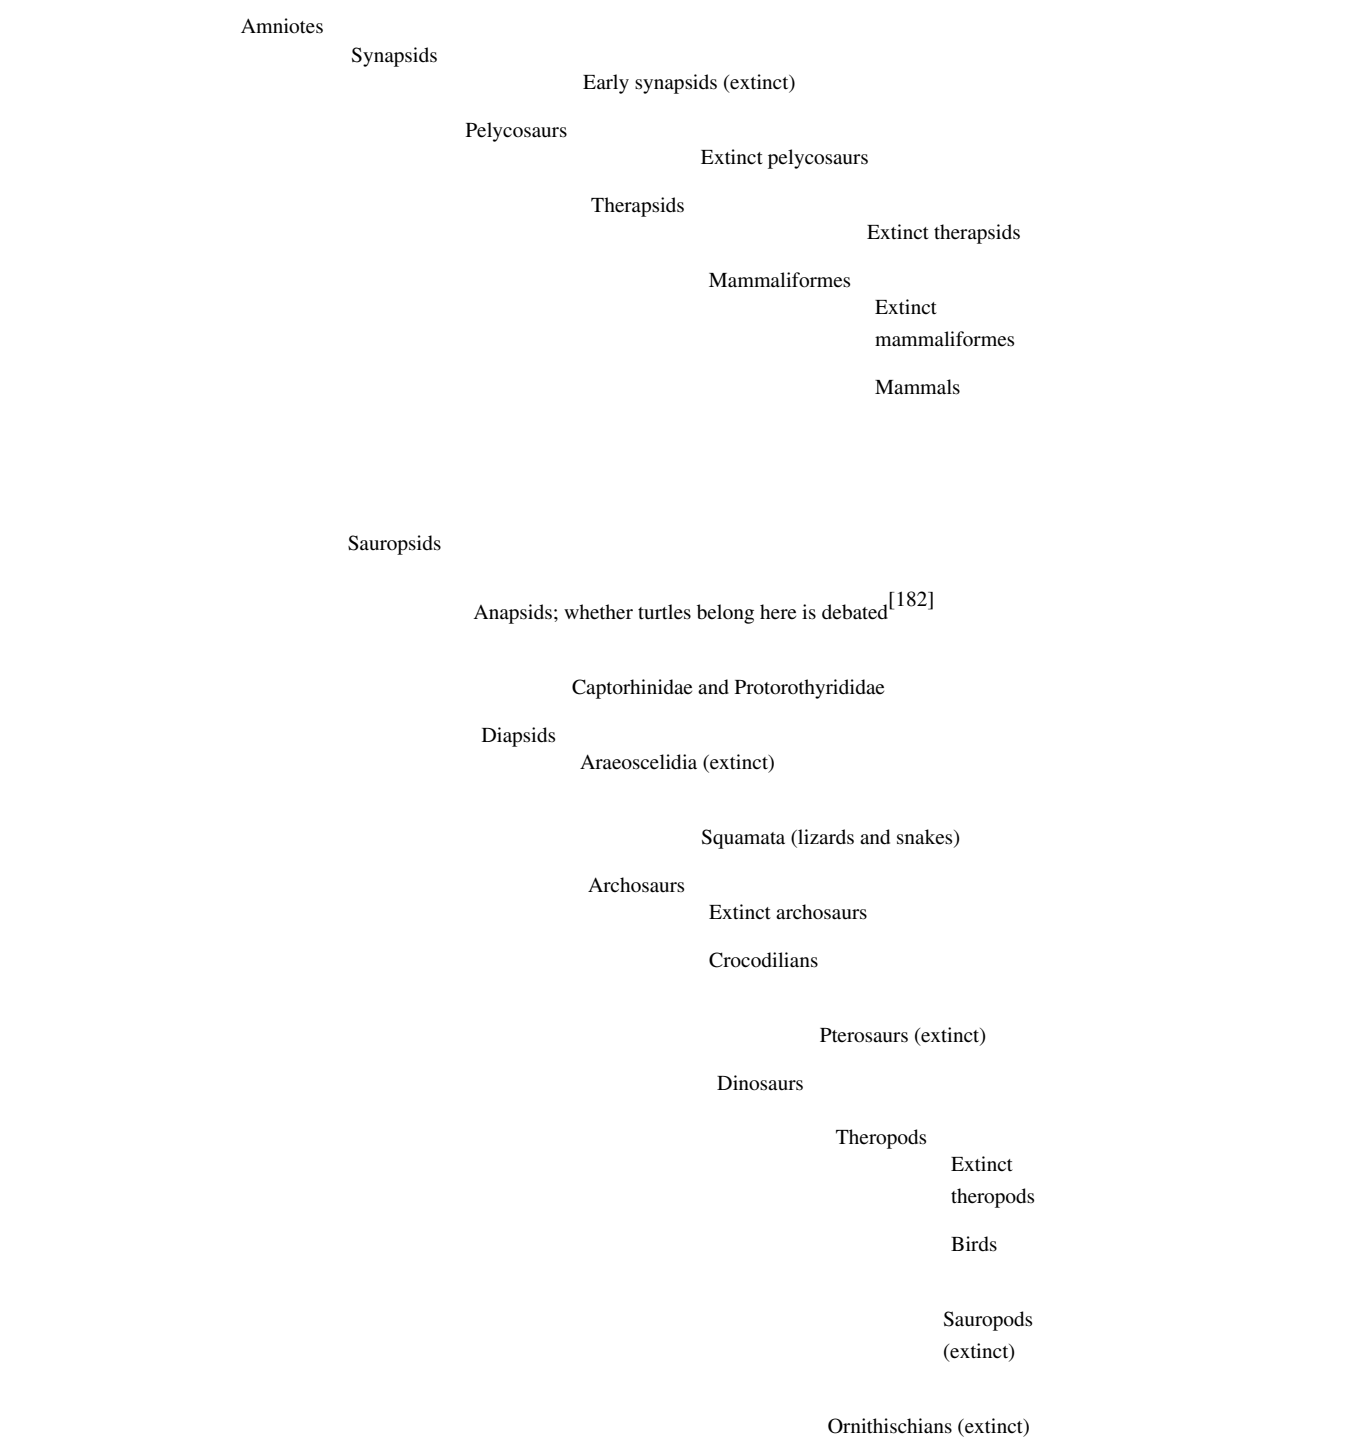 Amniotes
Synapsids
Early synapsids (extinct)
Pelycosaurs
Extinct pelycosaurs
Therapsids
Extinct therapsids
Mammaliformes
Extinct
mammaliformes
Mammals
Sauropsids
Anapsids; whether turtles belong here is debated[182]
Captorhinidae and Protorothyrididae
Diapsids
Araeoscelidia (extinct)
Squamata (lizards and snakes)
Archosaurs
Extinct archosaurs
Crocodilians
Pterosaurs (extinct)
Dinosaurs
Theropods
Extinct
theropods
Birds
Sauropods
(extinct)
Ornithischians (extinct)